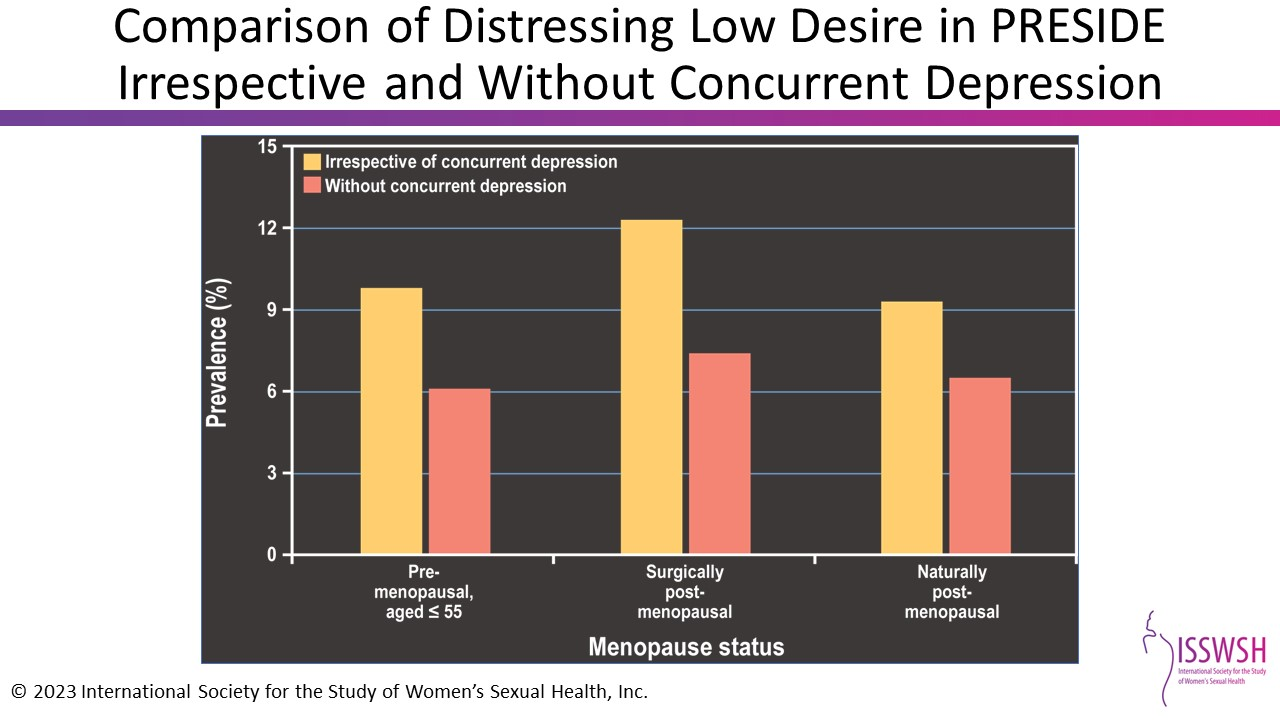 Comparison of Distressing Low Desire in PRESIDE
Irrespective and Without Concurrent Depression
15
Irrespective of concurrent depression
Without concurrent depression
12
9
6
3
0
Prevalence (%)
Pre-
menopausal,
aged ≤ 55
Surgically
post-
menopausal
Naturally
post-
menopausal
Menopause status
ISSWSH
International Society for the Study
of Women's Sexual Health
© 2023 International Society for the Study of Women’s Sexual Health, Inc.